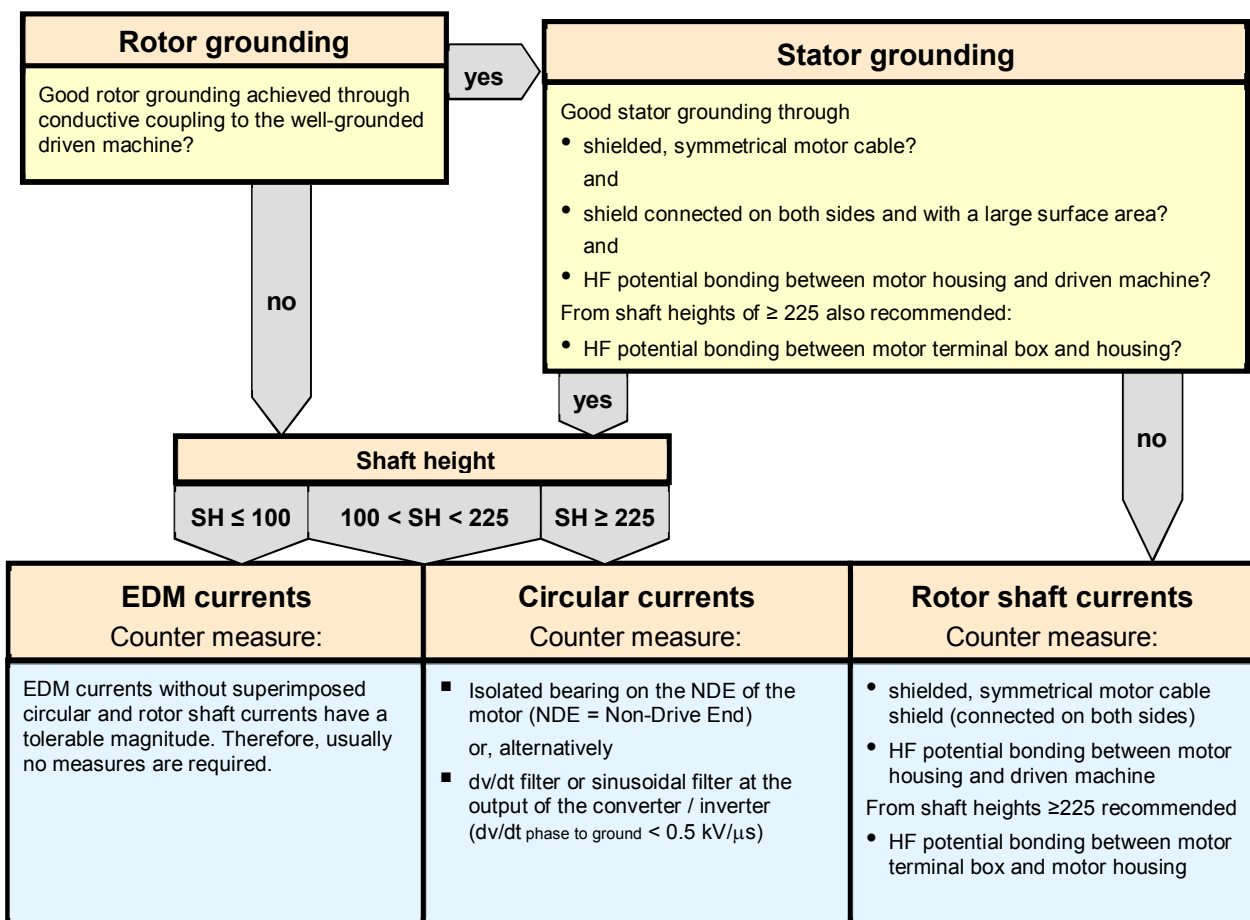 Rotor grounding
Good rotor grounding achieved through
conductive coupling to the well-grounded
driven machine?
yes
Stator grounding
Good stator grounding through
• shielded, symmetrical motor cable?
and
• shield connected on both sides and with a large surface area?
and
• HF potential bonding between motor housing and driven machine?
From shaft heights of ≥ 225 also recommended:
• HF potential bonding between motor terminal box and housing?
no
yes
no
Shaft height
SH ≤ 100
100 < SH < 225
SH ≥ 225
EDM currents
Counter measure:
EDM currents without superimposed
circular and rotor shaft currents have a
tolerable magnitude. Therefore, usually
no measures are required.
Circular currents
Counter measure:
■ Isolated bearing on the NDE of the
motor (NDE = Non-Drive End)
or, alternatively
■ dv/dt filter or sinusoidal filter at the
output of the converter / inverter
(dv/dt phase to ground < 0.5 kV/μs)
Rotor shaft currents
Counter measure:
• shielded, symmetrical motor cable
shield (connected on both sides)
• HF potential bonding between motor
housing and driven machine
From shaft heights ≥225 recommended
• HF potential bonding between motor
terminal box and motor housing